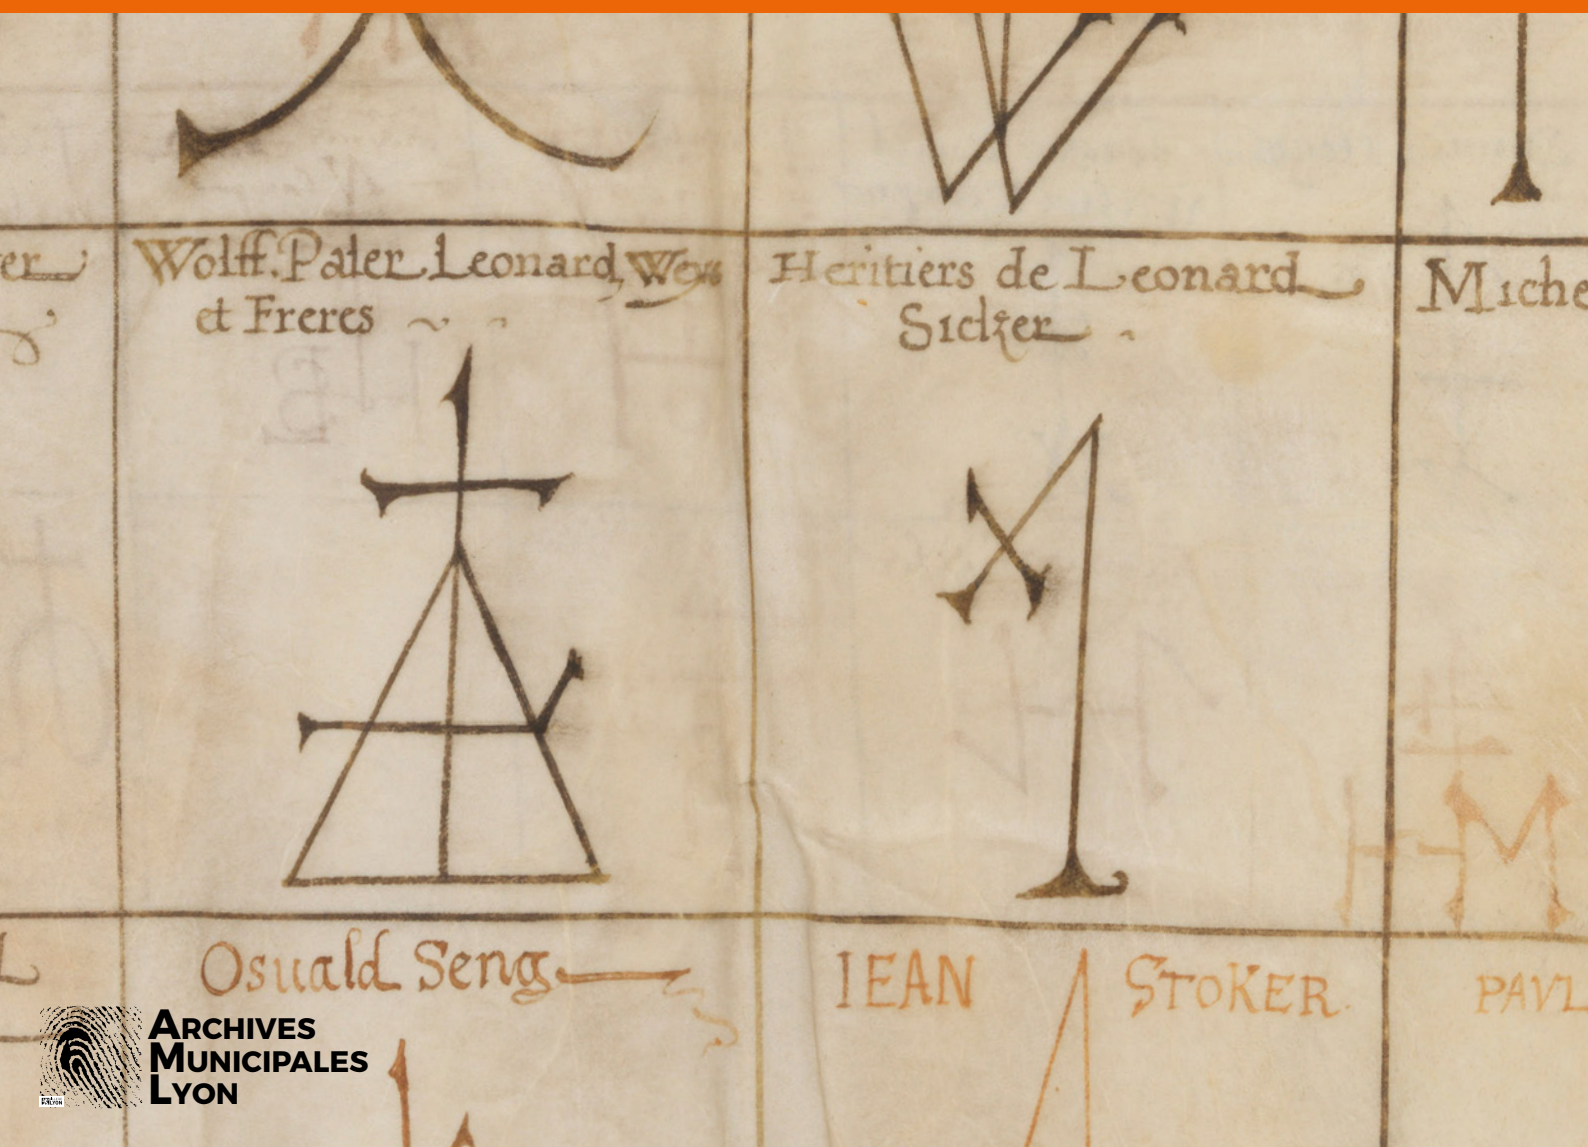 er
Wolff. Paler Leonard, Weys
et Freres
Heritiers de Leonard
Sicker
Miche
Osuald Seng
IEAN STOKER
PAVL
ARCHIVES
MUNICIPALES
LYON